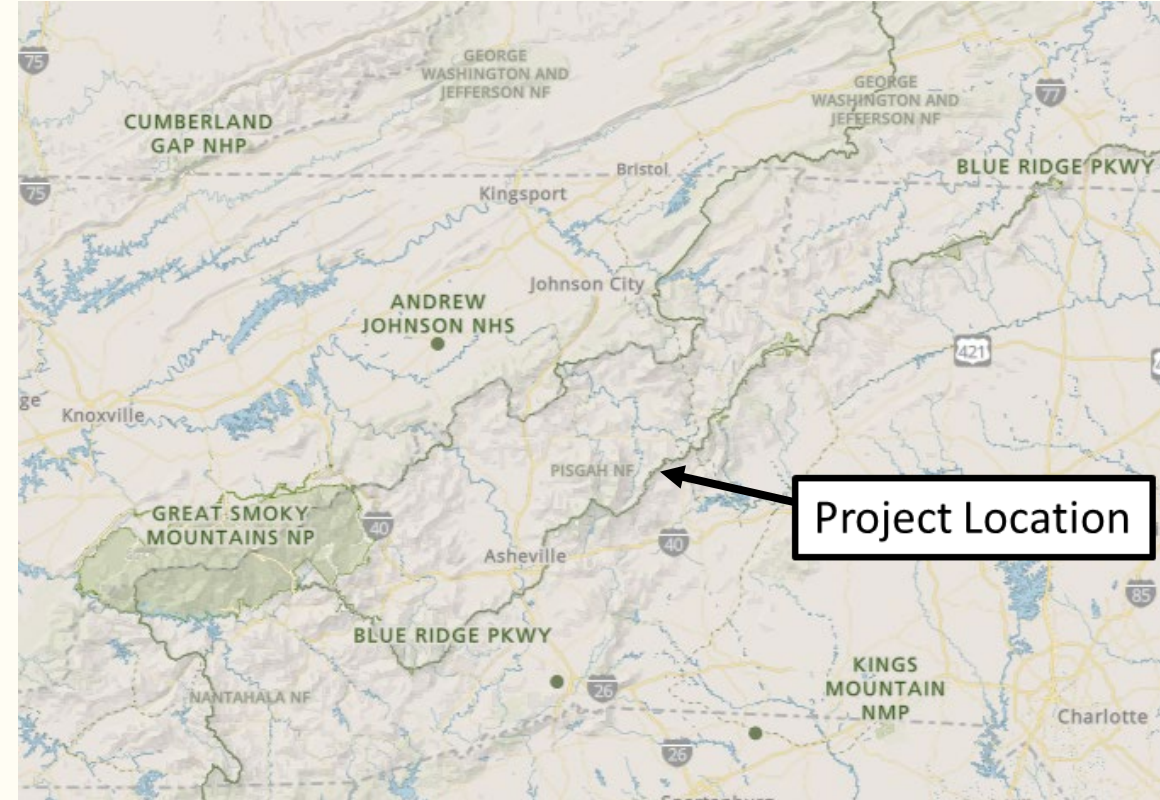 75
GEORGE
WASHINGTON AND
JEFFERSON NF
GEORGE
WASHINGTON AND
JEFFERSON NF
77
CUMBERLAND
GAP NHP
BLUE RIDGE PKWY
Bristol
75
Kingsport
Johnson City
ANDREW
JOHNSON NHS
421
Knoxville
PISGAH NF
Project Location
GREAT SMOKY
MOUNTAINS NP
40
Asheville
40
85
BLUE RIDGE PKWY
KINGS
MOUNTAIN
NMP
26
NANTAHALA NF
Charlotte
26